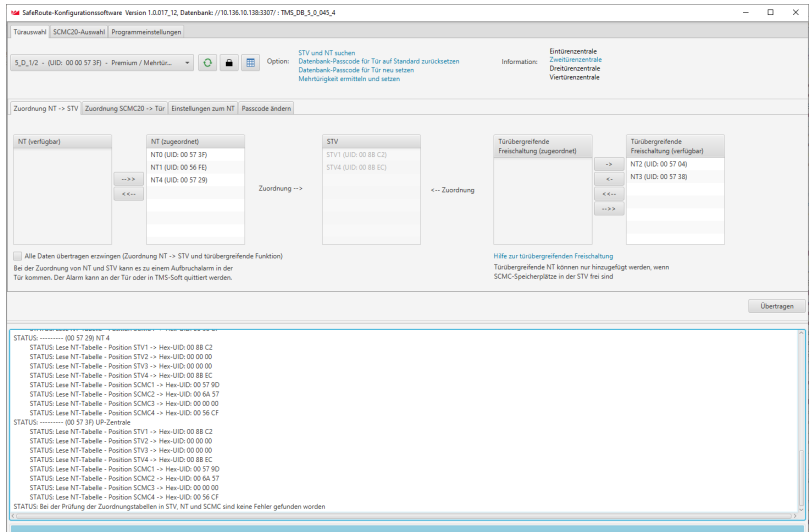 SafeRoute-Konfigurationssoftware Version 1.0.017_12, Datenbank: //10.136.10.138:3307/ : TMS_DB_5_0_045_4
Türauswahl SCMC20-Auswahl Programmeinstellungen
5_D_1/2 - (UID: 00 00 57 3F) - Premium / Mehrtür...
Option:
STV und NT suchen
Datenbank-Passcode für Tür auf Standard zurücksetzen
Datenbank-Passcode für Tür neu setzen
Mehrtürigkeit ermitteln und setzen
Information:
Eintürenzentrale
Zweitürenzentrale
Dreitürenzentrale
Viertürenzentrale
Zuordnung NT -> STV Zuordnung SCMC20 -> Tür Einstellungen zum NT Passcode ändern
NT (verfügbar)
-->>
<<--
NT (zugeordnet)
NT0 (UID: 00 57 3F)
NT1 (UID: 00 56 FE)
NT4 (UID: 00 57 29)
Zuordnung -->
STV
STV1 (UID: 00 8B C2)
STV4 (UID: 00 8B EC)
<-- Zuordnung
Türübergreifende
Freischaltung (zugeordnet)
->
<-
<<--
-->>
Türübergreifende
Freischaltung (verfügbar)
NT2 (UID: 00 57 04)
NT3 (UID: 00 57 38)
Alle Daten übertragen erzwingen (Zuordnung NT -> STV und türübergreifende Funktion)
Bei der Zuordnung von NT und STV kann es zu einem Aufbruchalarm in der
Tür kommen. Der Alarm kann an der Tür oder in TMS-Soft quittiert werden.
Hilfe zur türübergreifenden Freischaltung
Türübergreifende NT können nur hinzugefügt werden, wenn
SCMC-Speicherplätze in der STV frei sind
Übertragen
STATUS: --------- (00 57 29) NT 4
STATUS: Lese NT-Tabelle - Position STV1 -> Hex-UID: 00 8B C2
STATUS: Lese NT-Tabelle - Position STV2 -> Hex-UID: 00 00 00
STATUS: Lese NT-Tabelle - Position STV3 -> Hex-UID: 00 00 00
STATUS: Lese NT-Tabelle - Position STV4 -> Hex-UID: 00 8B EC
STATUS: Lese NT-Tabelle - Position SCMC1 -> Hex-UID: 00 57 9D
STATUS: Lese NT-Tabelle - Position SCMC2 -> Hex-UID: 00 6A 57
STATUS: Lese NT-Tabelle - Position SCMC3 -> Hex-UID: 00 00 00
STATUS: Lese NT-Tabelle - Position SCMC4 -> Hex-UID: 00 56 CF
STATUS: --------- (00 57 3F) UP-Zentrale
STATUS: Lese NT-Tabelle - Position STV1 -> Hex-UID: 00 8B C2
STATUS: Lese NT-Tabelle - Position STV2 -> Hex-UID: 00 00 00
STATUS: Lese NT-Tabelle - Position STV3 -> Hex-UID: 00 00 00
STATUS: Lese NT-Tabelle - Position STV4 -> Hex-UID: 00 8B EC
STATUS: Lese NT-Tabelle - Position SCMC1 -> Hex-UID: 00 57 9D
STATUS: Lese NT-Tabelle - Position SCMC2 -> Hex-UID: 00 6A 57
STATUS: Lese NT-Tabelle - Position SCMC3 -> Hex-UID: 00 00 00
STATUS: Lese NT-Tabelle - Position SCMC4 -> Hex-UID: 00 56 CF
STATUS: Bei der Prüfung der Zuordnungstabellen in STV, NT und SCMC sind keine Fehler gefunden worden